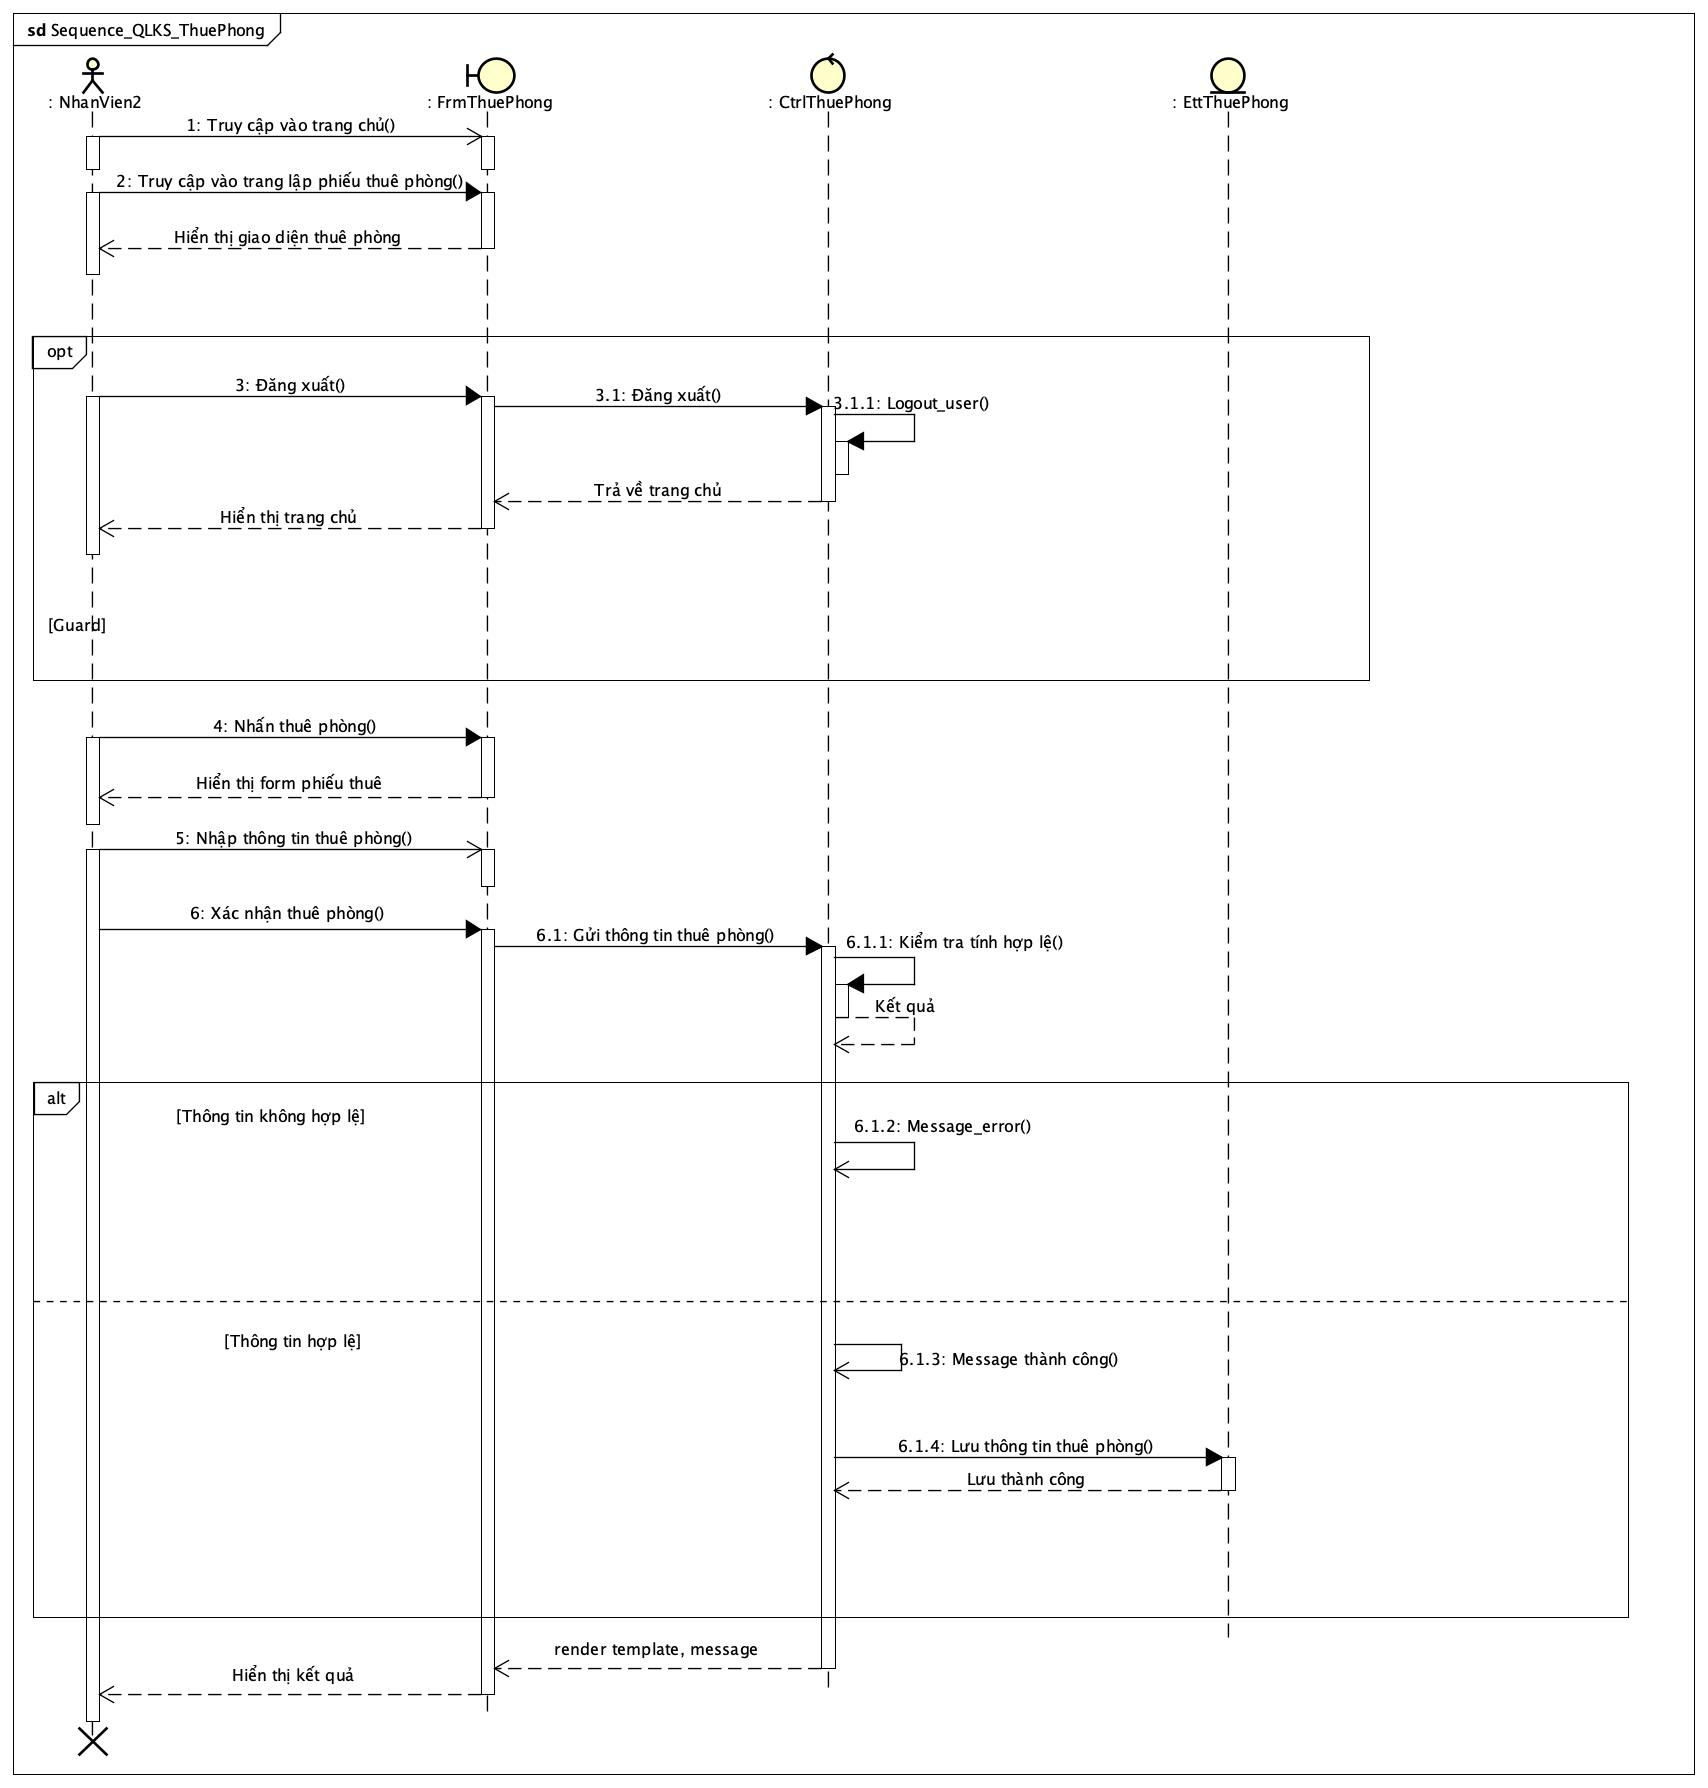 sd Sequence_QLKS_ThuePhong
: NhanVien2
: FrmThuePhong
: CtrlThuePhong
: EttThuePhong
1: Truy cập vào trang chủ()
2: Truy cập vào trang lập phiếu thuê phòng()
Hiển thị giao diện thuê phòng
opt
3: Đăng xuất()
3.1: Đăng xuất()
3.1.1: Logout_user()
Trả về trang chủ
Hiển thị trang chủ
[Guard]
4: Nhấn thuê phòng()
Hiển thị form phiếu thuê
5: Nhập thông tin thuê phòng()
6: Xác nhận thuê phòng()
6.1: Gửi thông tin thuê phòng()
6.1.1: Kiểm tra tính hợp lệ()
Kết quả
alt
[Thông tin không hợp lệ]
6.1.2: Message_error()
[Thông tin hợp lệ]
6.1.3: Message thành công()
6.1.4: Lưu thông tin thuê phòng()
Lưu thành công
render template, message
Hiển thị kết quả